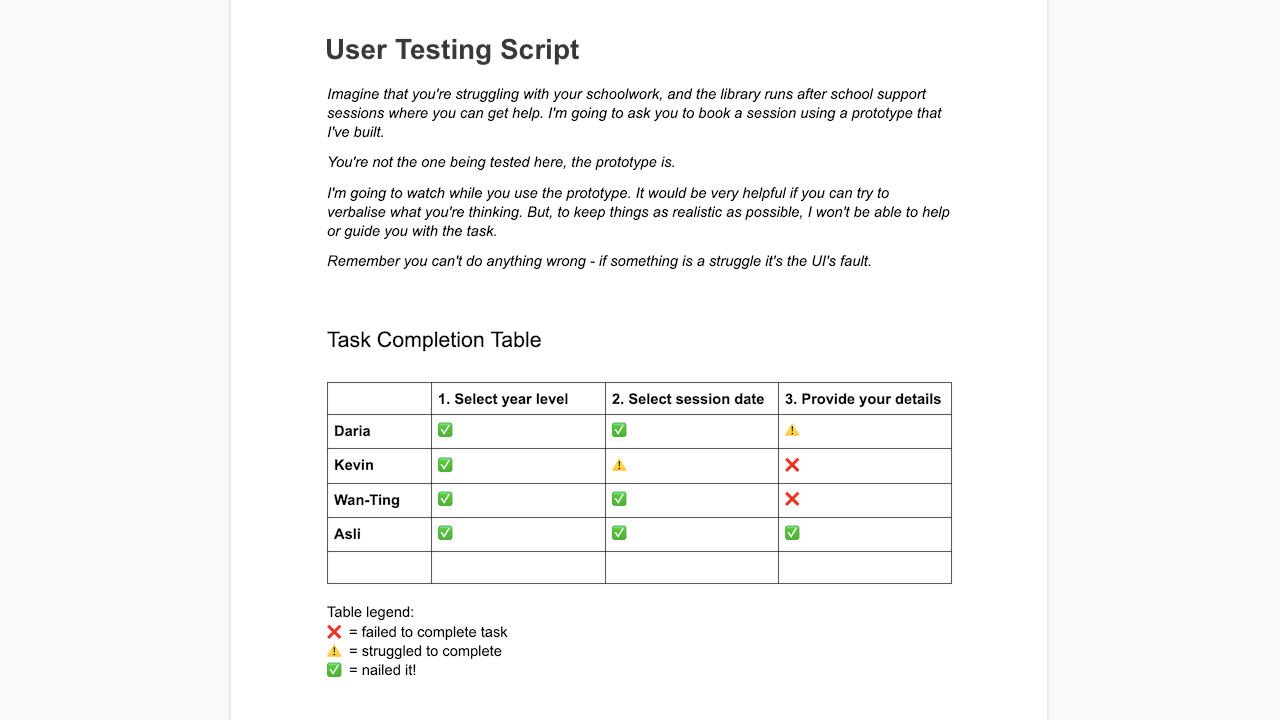 User Testing Script
Imagine that you're struggling with your schoolwork, and the library runs after school support
sessions where you can get help. I'm going to ask you to book a session using a prototype that
I've built.
You're not the one being tested here, the prototype is.
I'm going to watch while you use the prototype. It would be very helpful if you can try to
verbalise what you're thinking. But, to keep things as realistic as possible, I won't be able to help
or guide you with the task.
Remember you can't do anything wrong - if something is a struggle it's the UI's fault.
Task Completion Table
1. Select year level 2. Select session date 3. Provide your details
Daria ✅ ✅ ⚠️
Kevin ✅ ⚠️ ❌
Wan-Ting ✅ ✅ ❌
Asli ✅ ✅ ✅
Table legend:
❌ = failed to complete task
⚠️ = struggled to complete
✅ = nailed it!